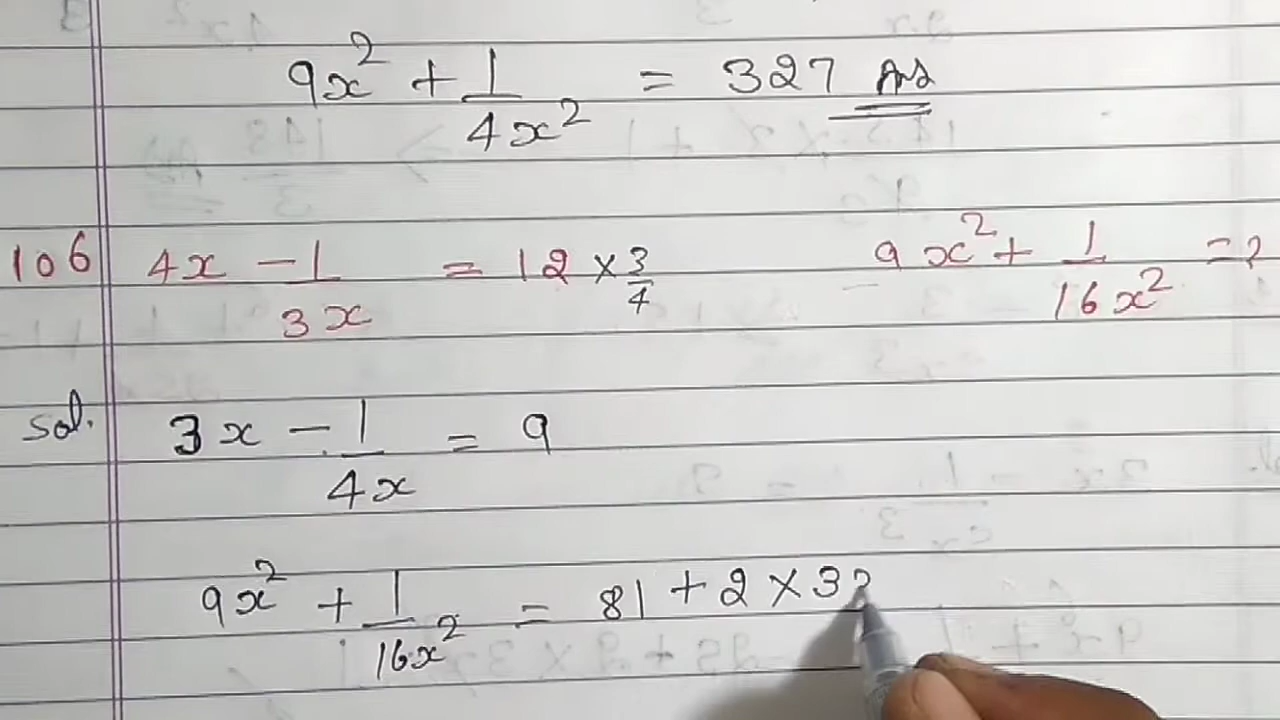 9x² + 1/4x² = 327 Ans
106 4x - 1/3x = 12 × 3/4 9x² + 1/16x² = ?
Sol. 3x - 1/4x = 9
9x² + 1/16x² = 81 + 2 × 3x